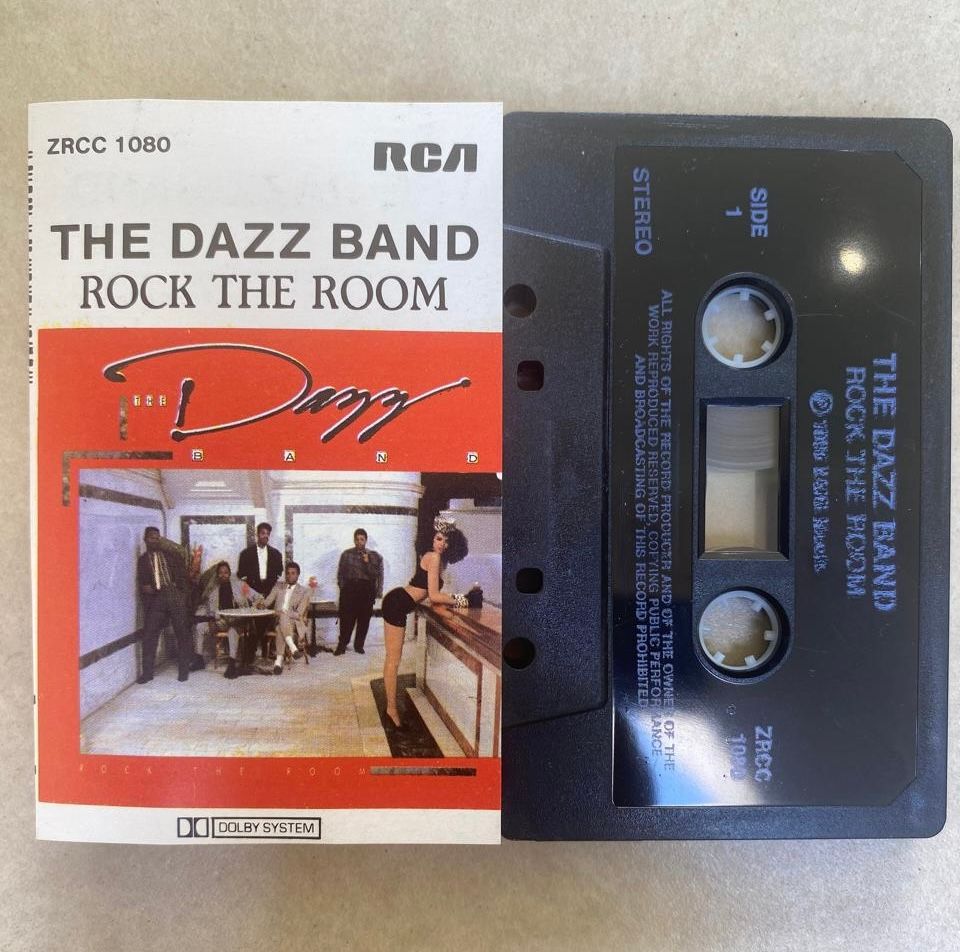 ZRCC 1080
RCA
THE DAZZ BAND
ROCK THE ROOM
THE
Dazz
BAND
ROCK THE ROOM
DOLBY SYSTEM
STEREO
SIDE
1
THE DAZZ BAND
ROCK THE ROOM
ALL RIGHTS OF THE RECORD PRODUCER AND OF THE OWNER OF THE
WORK REPRODUCED RESERVED. COPYING PUBLIC PERFORMANCE
AND BROADCASTING OF THIS RECORD PROHIBITED
ZRCC
1080